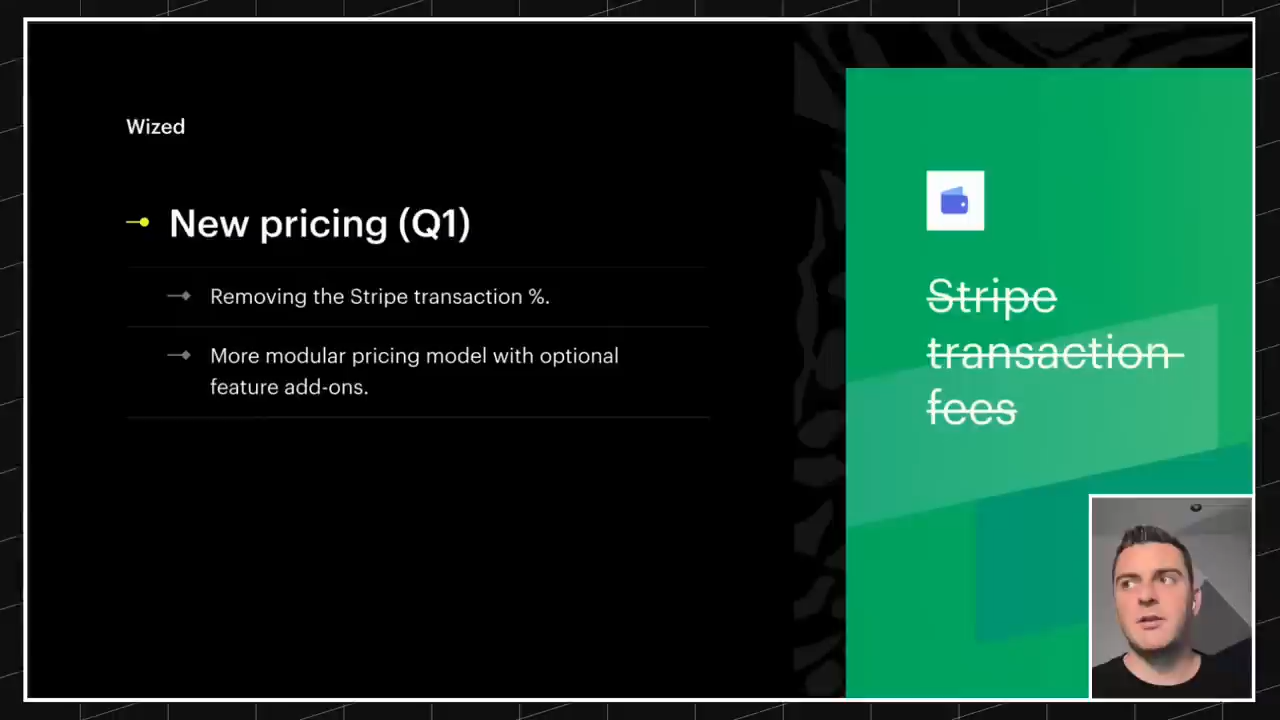 Wized
New pricing (Q1)
Removing the Stripe transaction %.
More modular pricing model with optional
feature add-ons.
Stripe
transaction
fees